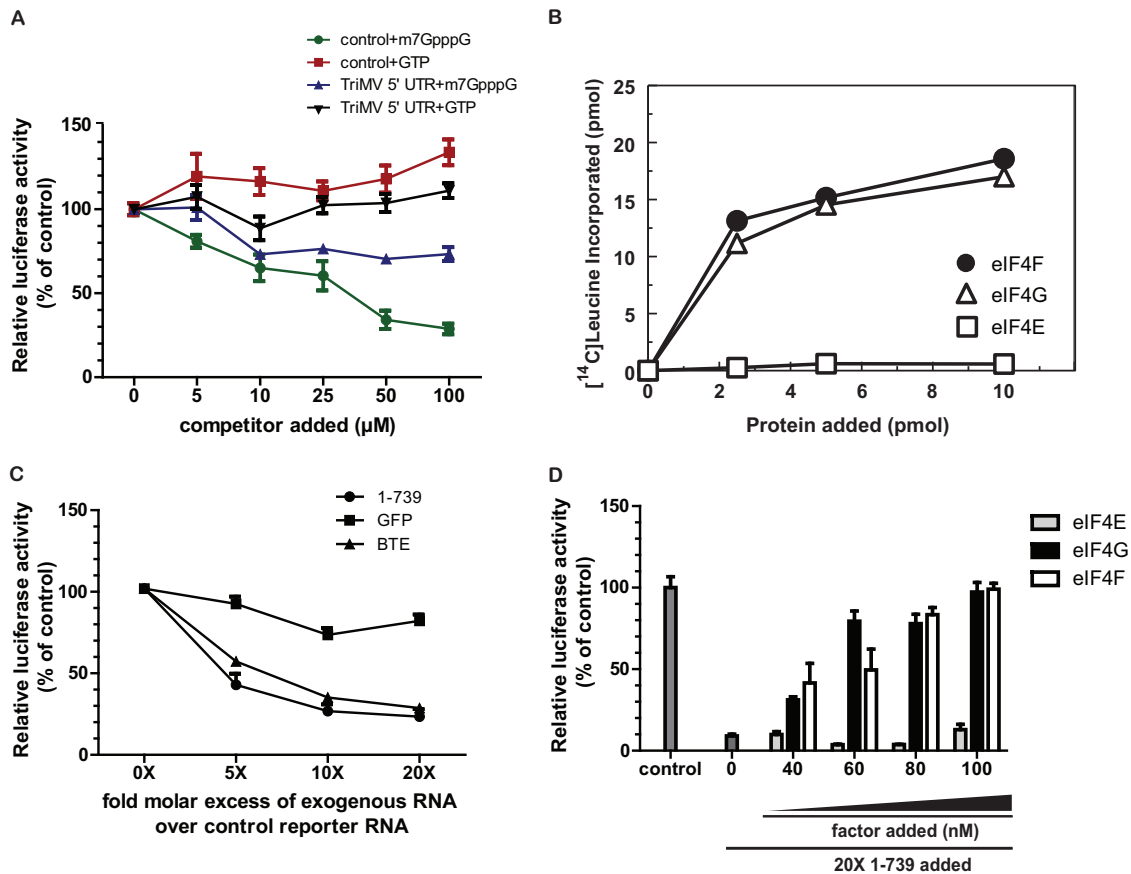 A
control+m7GpppG
control+GTP
TriMV 5' UTR+m7GpppG
TriMV 5' UTR+GTP
Relative luciferase activity
(% of control)
150
100
50
0
0 5 10 25 50 100
competitor added (µM)
B
[¹⁴C]Leucine Incorporated (pmol)
25
20
15
10
5
0
eIF4F
eIF4G
eIF4E
0 2 4 6 8 10
Protein added (pmol)
C
1-739
GFP
BTE
Relative luciferase activity
(% of control)
150
100
50
0
0X 5X 10X 20X
fold molar excess of exogenous RNA
over control reporter RNA
D
eIF4E
eIF4G
eIF4F
Relative luciferase activity
(% of control)
150
100
50
0
control 0 40 60 80 100
factor added (nM)
20X 1-739 added